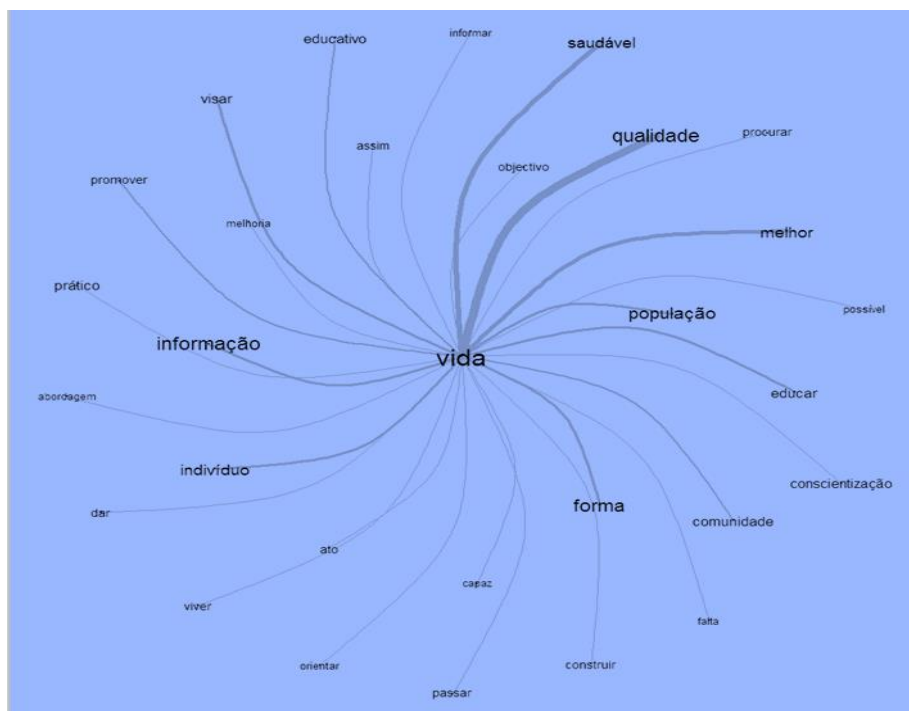 informar
educativo
saudável
visar
qualidade
procurar
assim
objectivo
promover
melhoria
melhor
prático
possível
população
informação
vida
educar
abordagem
indivíduo
conscientização
forma
dar
comunidade
ato
capaz
viver
falta
orientar
construir
passar